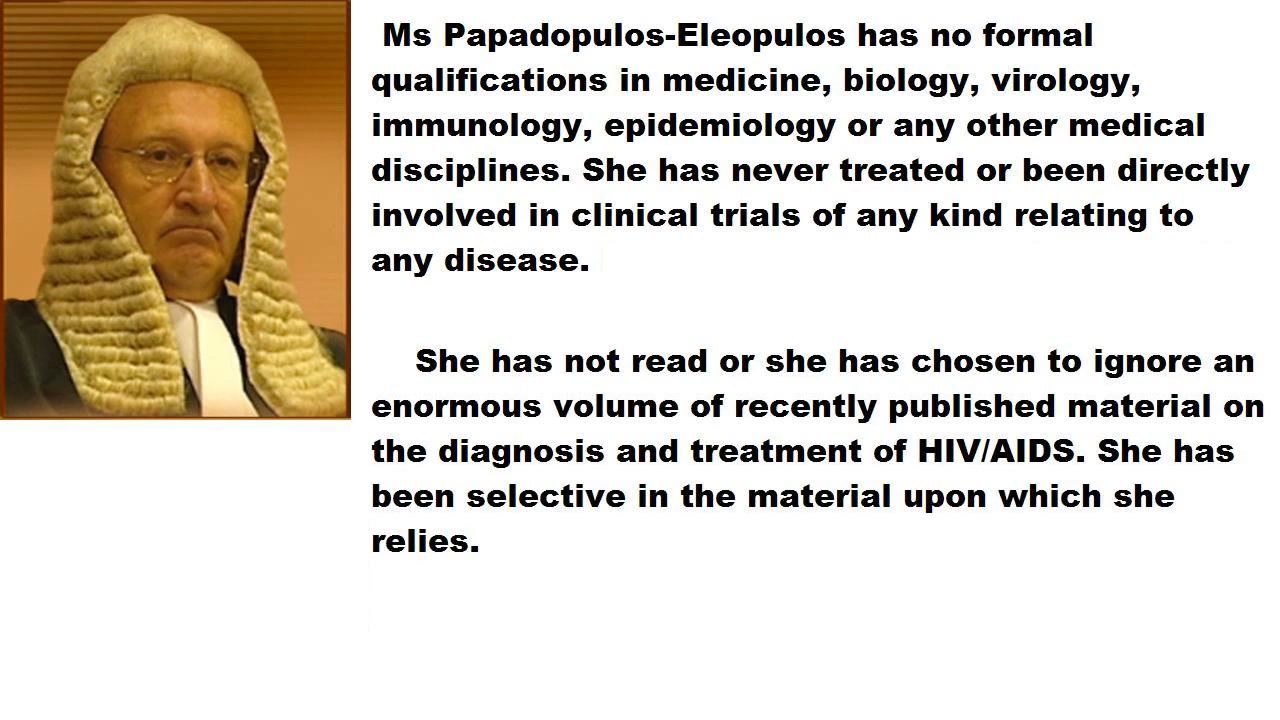 Ms Papadopulos-Eleopulos has no formal
qualifications in medicine, biology, virology,
immunology, epidemiology or any other medical
disciplines. She has never treated or been directly
involved in clinical trials of any kind relating to
any disease.
She has not read or she has chosen to ignore an
enormous volume of recently published material on
the diagnosis and treatment of HIV/AIDS. She has
been selective in the material upon which she
relies.